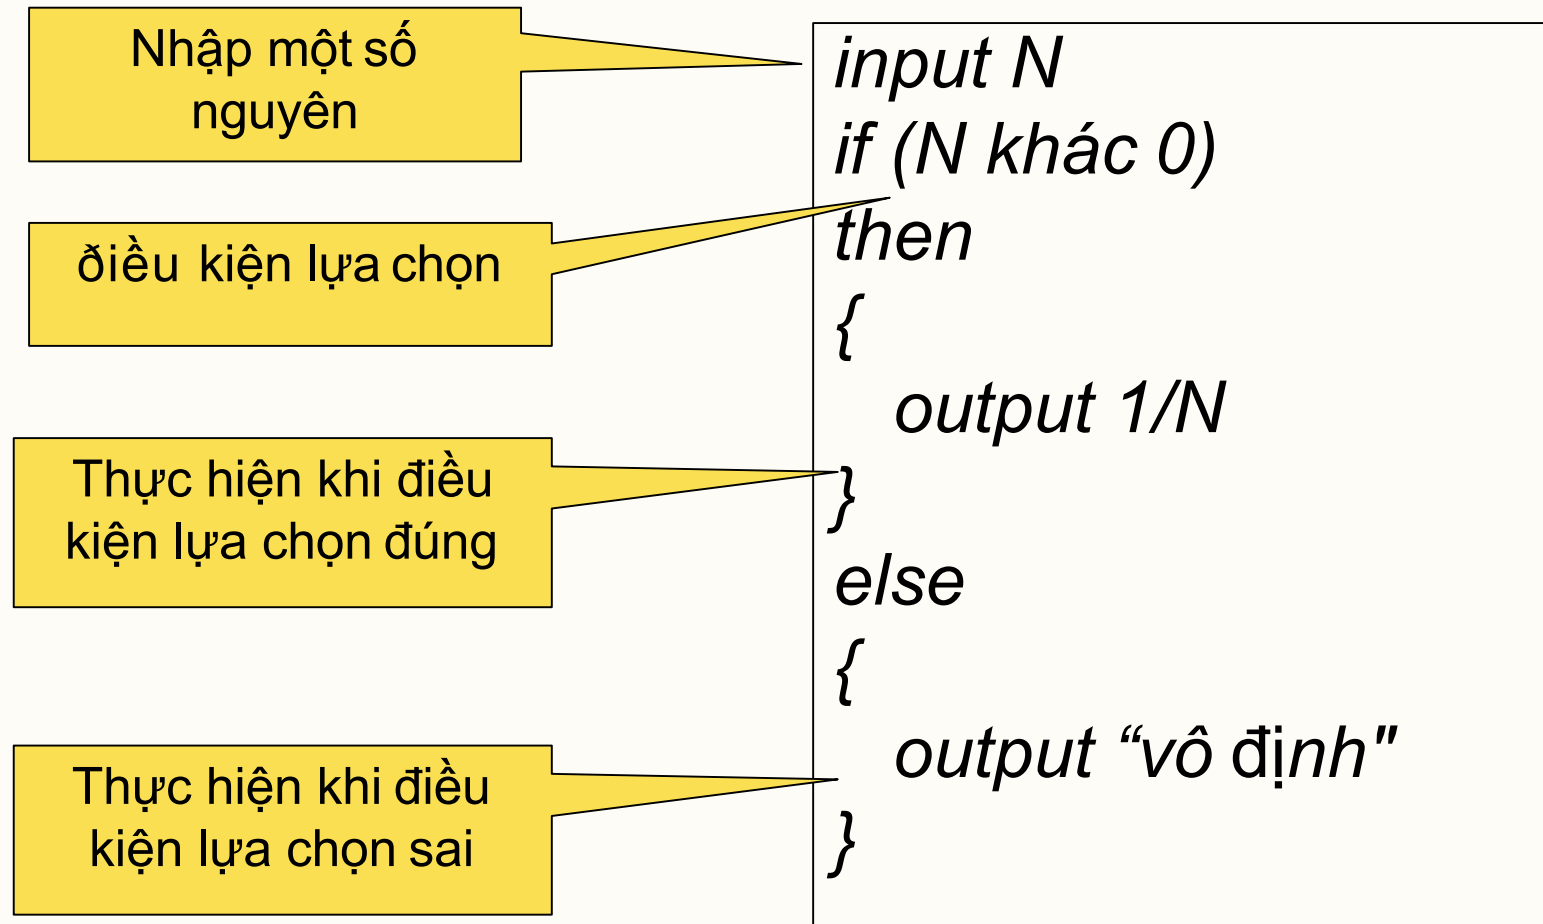 Nhập một số
nguyên
ðiều kiện lựa chọn
Thực hiện khi điều
kiện lựa chọn đúng
Thực hiện khi điều
kiện lựa chọn sai
input N
if (N khác 0)
then
{
output 1/N
}
else
{
output “vô định"
}